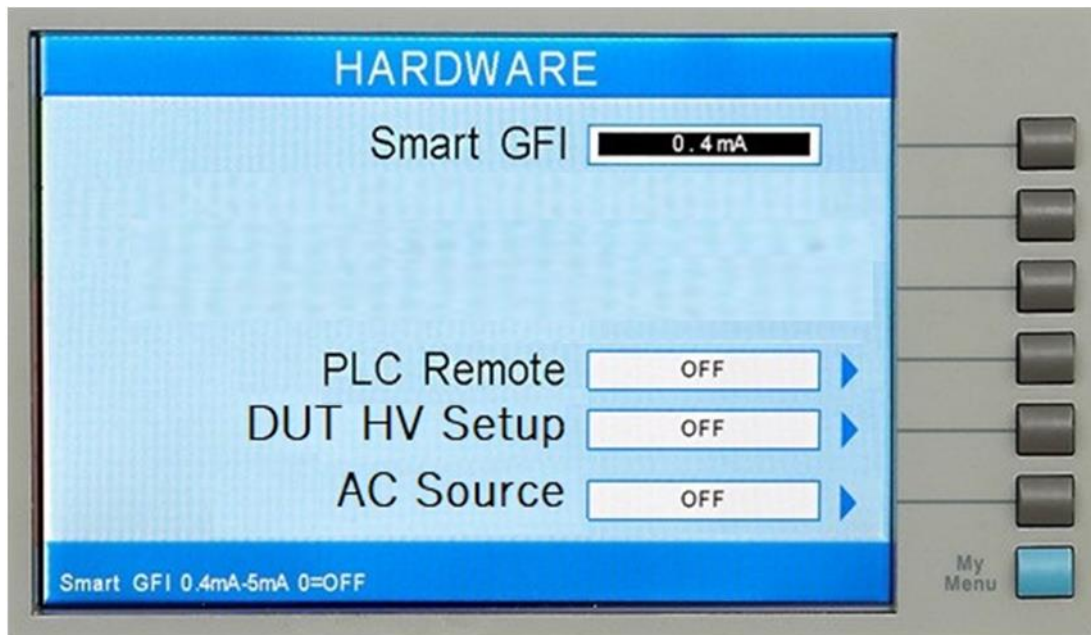 HARDWARE
Smart GFI 0.4mA
PLC Remote OFF
DUT HV Setup OFF
AC Source OFF
Smart GFI 0.4mA-5mA 0=OFF
My
Menu